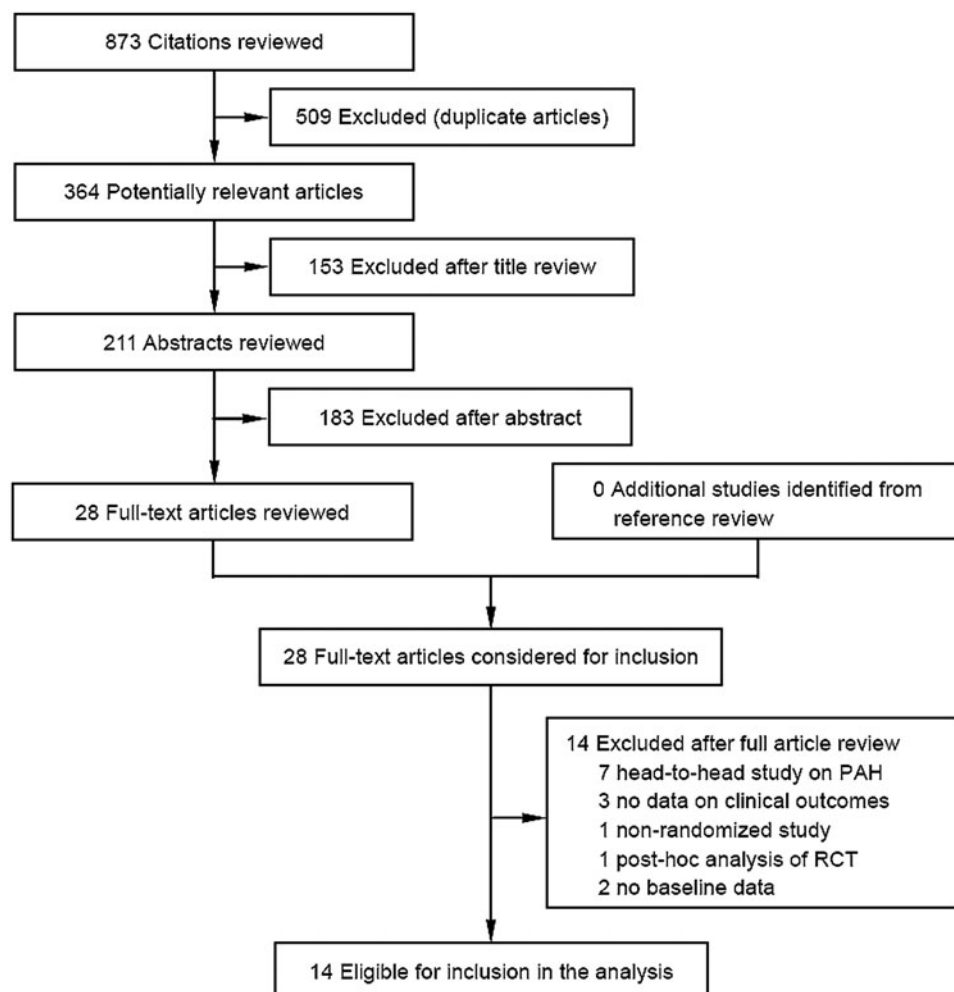 873 Citations reviewed
509 Excluded (duplicate articles)
364 Potentially relevant articles
153 Excluded after title review
211 Abstracts reviewed
183 Excluded after abstract
28 Full-text articles reviewed
0 Additional studies identified from
reference review
28 Full-text articles considered for inclusion
14 Excluded after full article review
7 head-to-head study on PAH
3 no data on clinical outcomes
1 non-randomized study
1 post-hoc analysis of RCT
2 no baseline data
14 Eligible for inclusion in the analysis